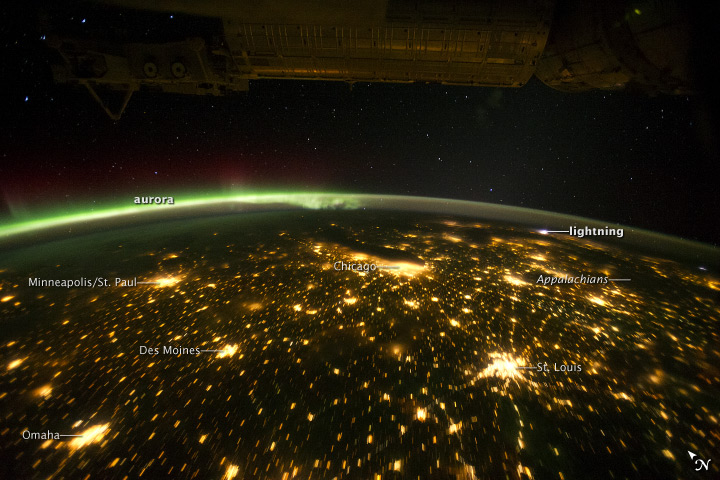 aurora
lightning
Chicago
Appalachians
Minneapolis/St. Paul
Des Moines
St. Louis
Omaha
N